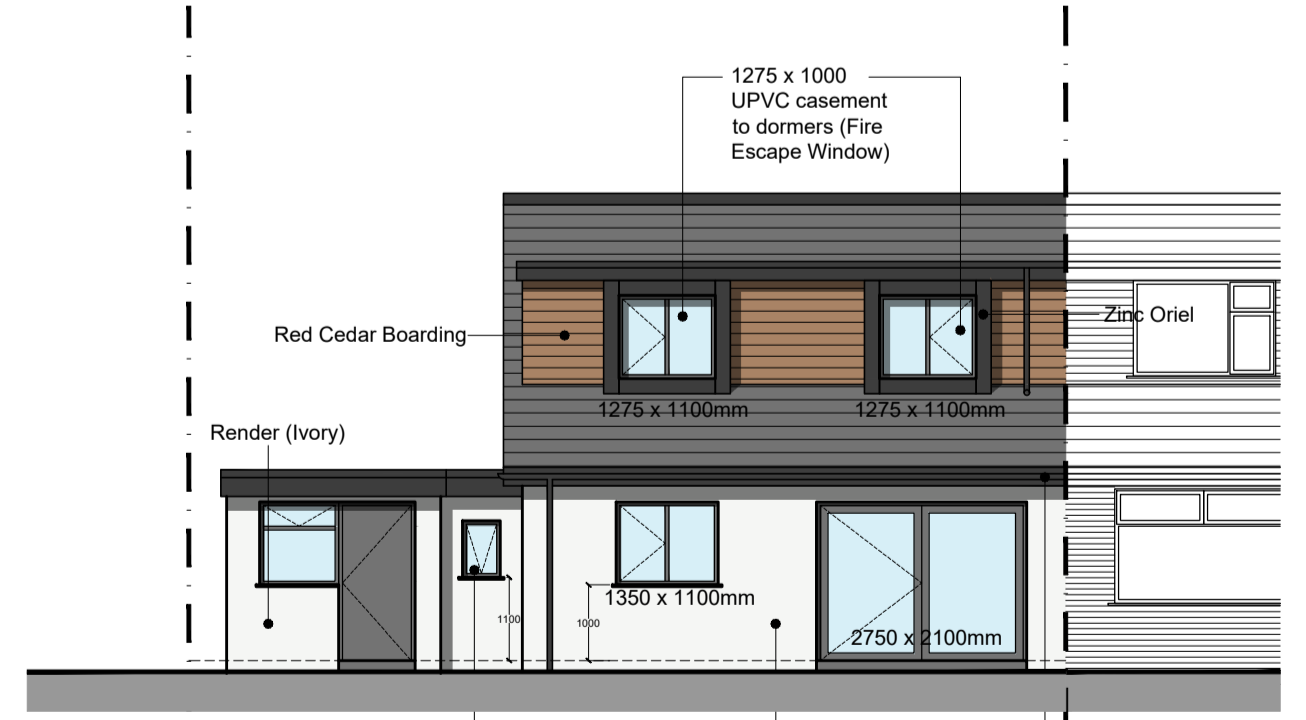 1275 x 1000
UPVC casement
to dormers (Fire
Escape Window)
Zinc Oriel
Red Cedar Boarding
1275 x 1100mm
1275 x 1100mm
Render (Ivory)
1350 x 1100mm
1100
1000
2750 x 2100mm